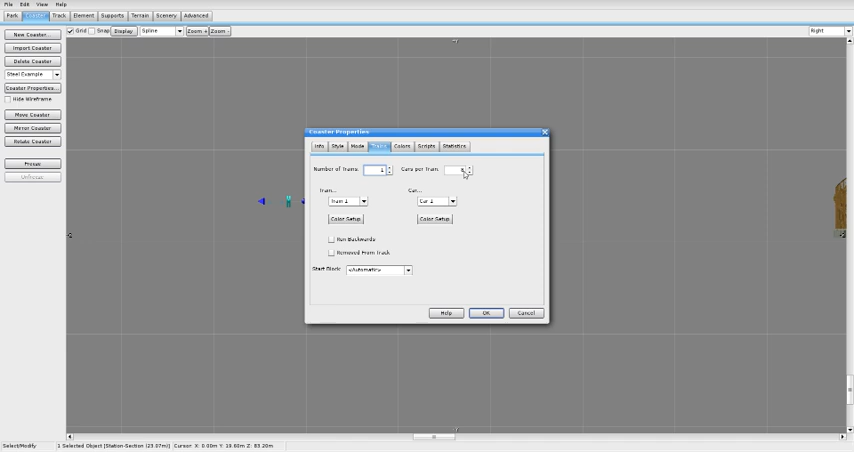 File Edit View Help
Park Coaster Track Element Supports Terrain Scenery Advanced
Grid Snap Display Spline Zoom + Zoom - Right
New Coaster...
Import Coaster
Delete Coaster
Steel Example
Coaster Properties...
Hide Wireframe
Move Coaster
Mirror Coaster
Rotate Coaster
Freeze
Unfreeze
Coaster Properties
Info Style Mode Trains Colors Scripts Statistics
Number of Trains: 1 Cars per Train:
Train... Car...
Train 1 Car 1
Color Setup Color Setup
Run Backwards
Removed From Track
Start Block: <Automatic>
Help OK Cancel
Select/Modify 1 Selected Object [Station-Section (23.07m)] Cursor: X: 0.00m Y: 10.60m Z: 83.20m